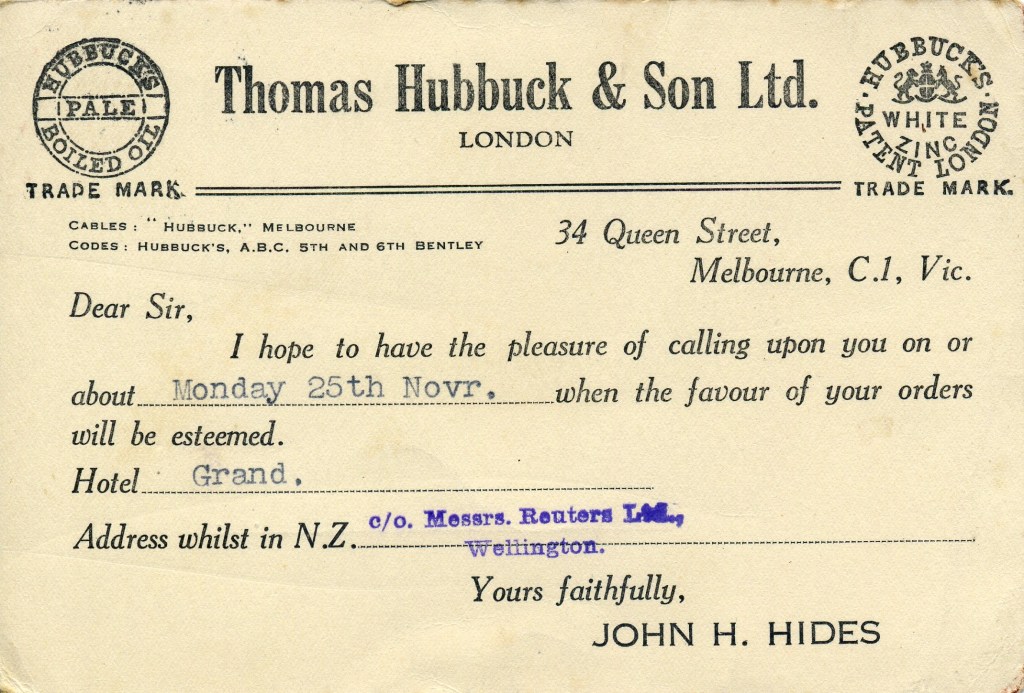 HUBBUCK'S
PALE
BOILED OIL
TRADE MARK.
Thomas Hubbuck & Son Ltd.
LONDON
HUBBUCK'S
WHITE
ZINC
PATENT LONDON
TRADE MARK.
CABLES: "HUBBUCK," MELBOURNE
CODES: HUBBUCK'S, A.B.C. 5TH AND 6TH BENTLEY
34 Queen Street,
Melbourne, C.1, Vic.
Dear Sir,
I hope to have the pleasure of calling upon you on or
about Monday 25th Novr. when the favour of your orders
will be esteemed.
Hotel Grand.
Address whilst in N.Z. c/o. Messrs. Reuters Ltd.,
Wellington.
Yours faithfully,
JOHN H. HIDES